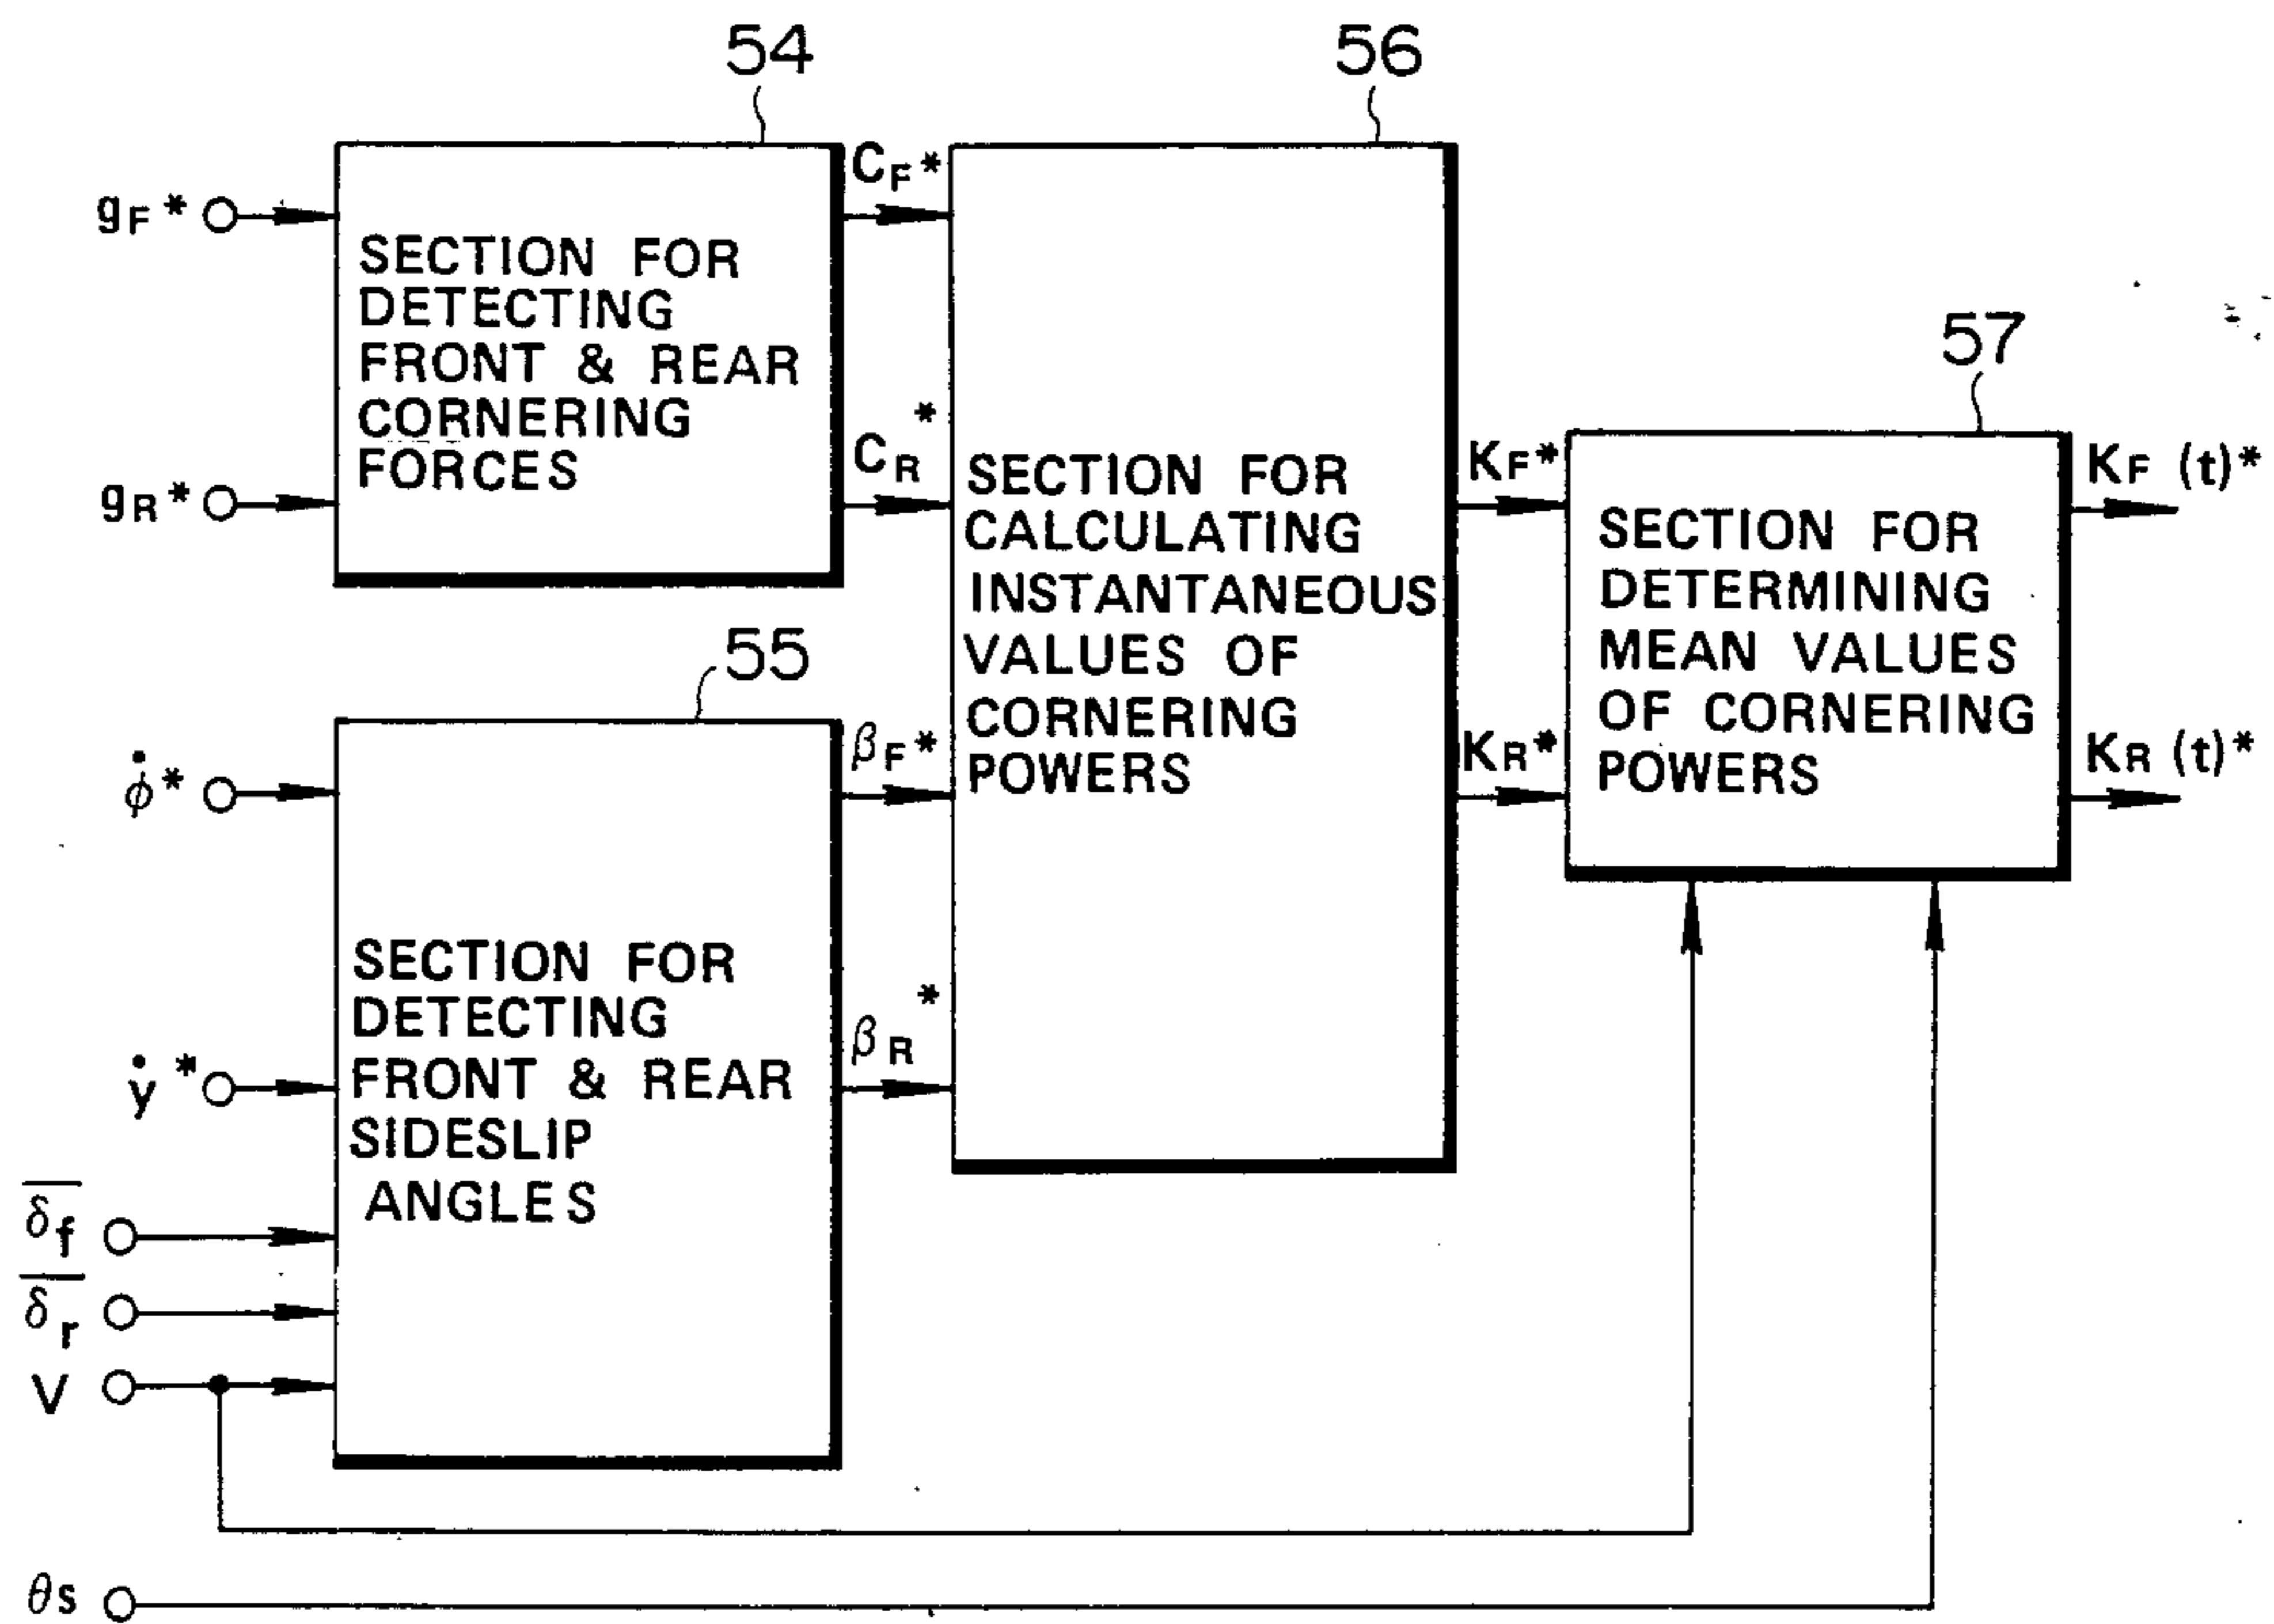 54
56
gF*
SECTION FOR
DETECTING
FRONT & REAR
CORNERING
FORCES
gR*
CF*
CR*
55
φ̇*
ẏ*
δ̅f̅
δ̅r̅
V
θs
SECTION FOR
DETECTING
FRONT & REAR
SIDESLIP
ANGLES
βF*
βR*
SECTION FOR
CALCULATING
INSTANTANEOUS
VALUES OF
CORNERING
POWERS
KF*
KR*
57
SECTION FOR
DETERMINING
MEAN VALUES
OF CORNERING
POWERS
KF (t)*
KR (t)*